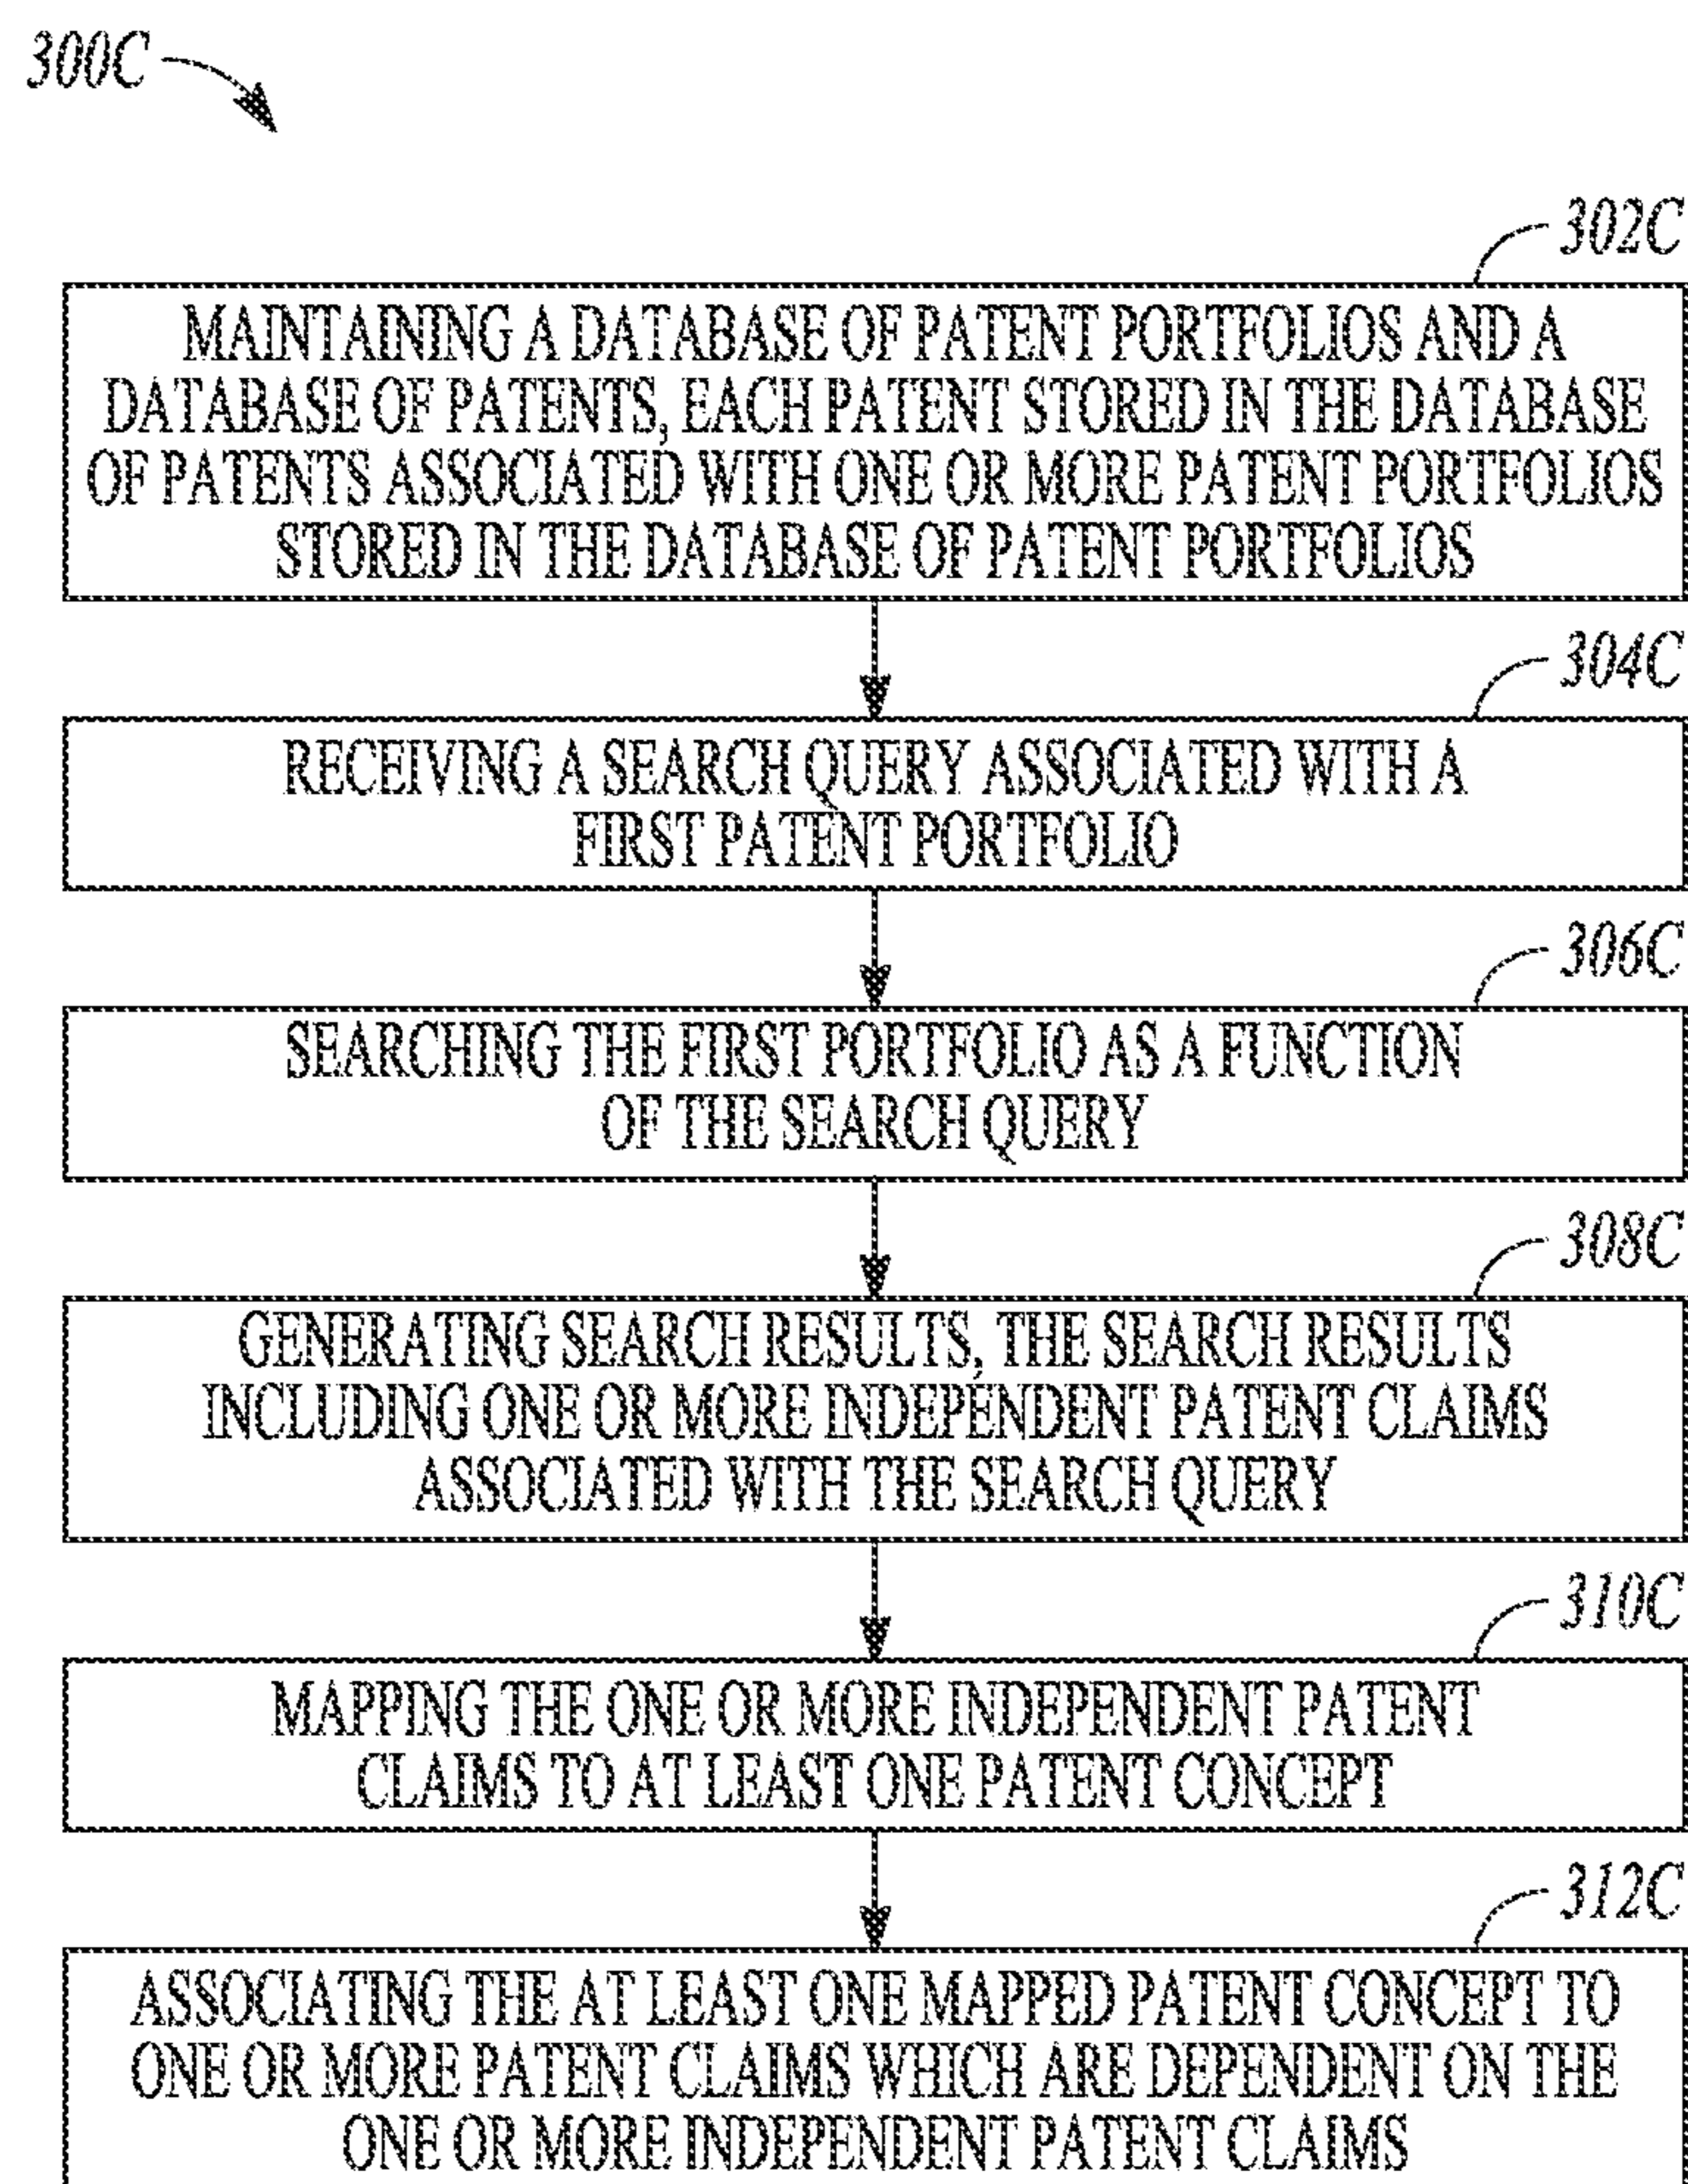 300C
302C
MAINTAINING A DATABASE OF PATENT PORTFOLIOS AND A
DATABASE OF PATENTS, EACH PATENT STORED IN THE DATABASE
OF PATENTS ASSOCIATED WITH ONE OR MORE PATENT PORTFOLIOS
STORED IN THE DATABASE OF PATENT PORTFOLIOS
304C
RECEIVING A SEARCH QUERY ASSOCIATED WITH A
FIRST PATENT PORTFOLIO
306C
SEARCHING THE FIRST PORTFOLIO AS A FUNCTION
OF THE SEARCH QUERY
308C
GENERATING SEARCH RESULTS, THE SEARCH RESULTS
INCLUDING ONE OR MORE INDEPENDENT PATENT CLAIMS
ASSOCIATED WITH THE SEARCH QUERY
310C
MAPPING THE ONE OR MORE INDEPENDENT PATENT
CLAIMS TO AT LEAST ONE PATENT CONCEPT
312C
ASSOCIATING THE AT LEAST ONE MAPPED PATENT CONCEPT TO
ONE OR MORE PATENT CLAIMS WHICH ARE DEPENDENT ON THE
ONE OR MORE INDEPENDENT PATENT CLAIMS